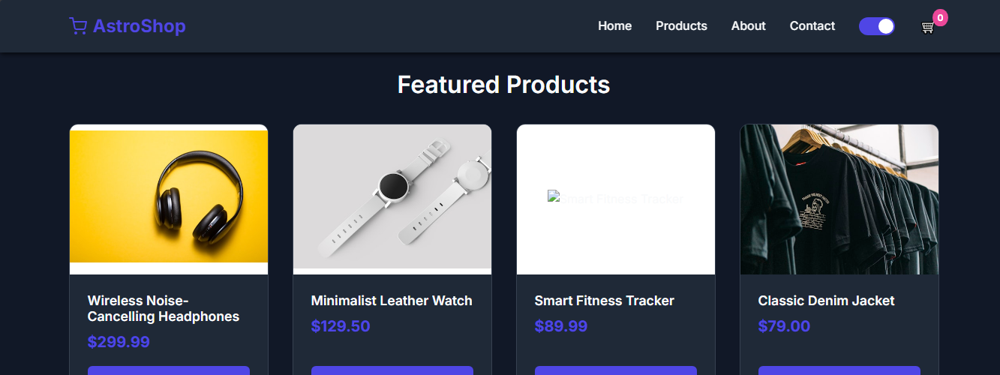 AstroShop
Home Products About Contact 0
Featured Products
Smart Fitness Tracker
Wireless Noise-
Cancelling Headphones
$299.99
Minimalist Leather Watch
$129.50
Smart Fitness Tracker
$89.99
Classic Denim Jacket
$79.00